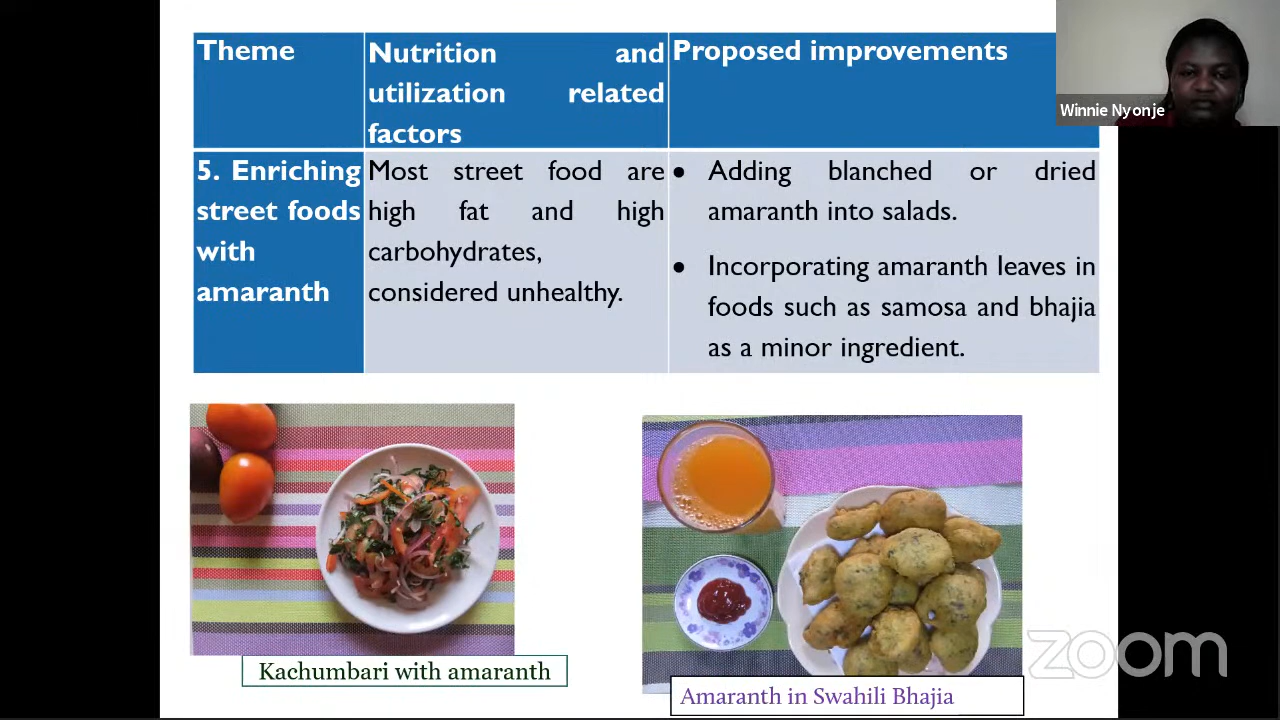 Theme
Nutrition and
utilization related
factors
Proposed improvements
Winnie Nyonje
5. Enriching
street foods
with
amaranth
Most street food are
high fat and high
carbohydrates,
considered unhealthy.
• Adding blanched or dried
amaranth into salads.
• Incorporating amaranth leaves in
foods such as samosa and bhajia
as a minor ingredient.
Kachumbari with amaranth
Amaranth in Swahili Bhajia
zoom